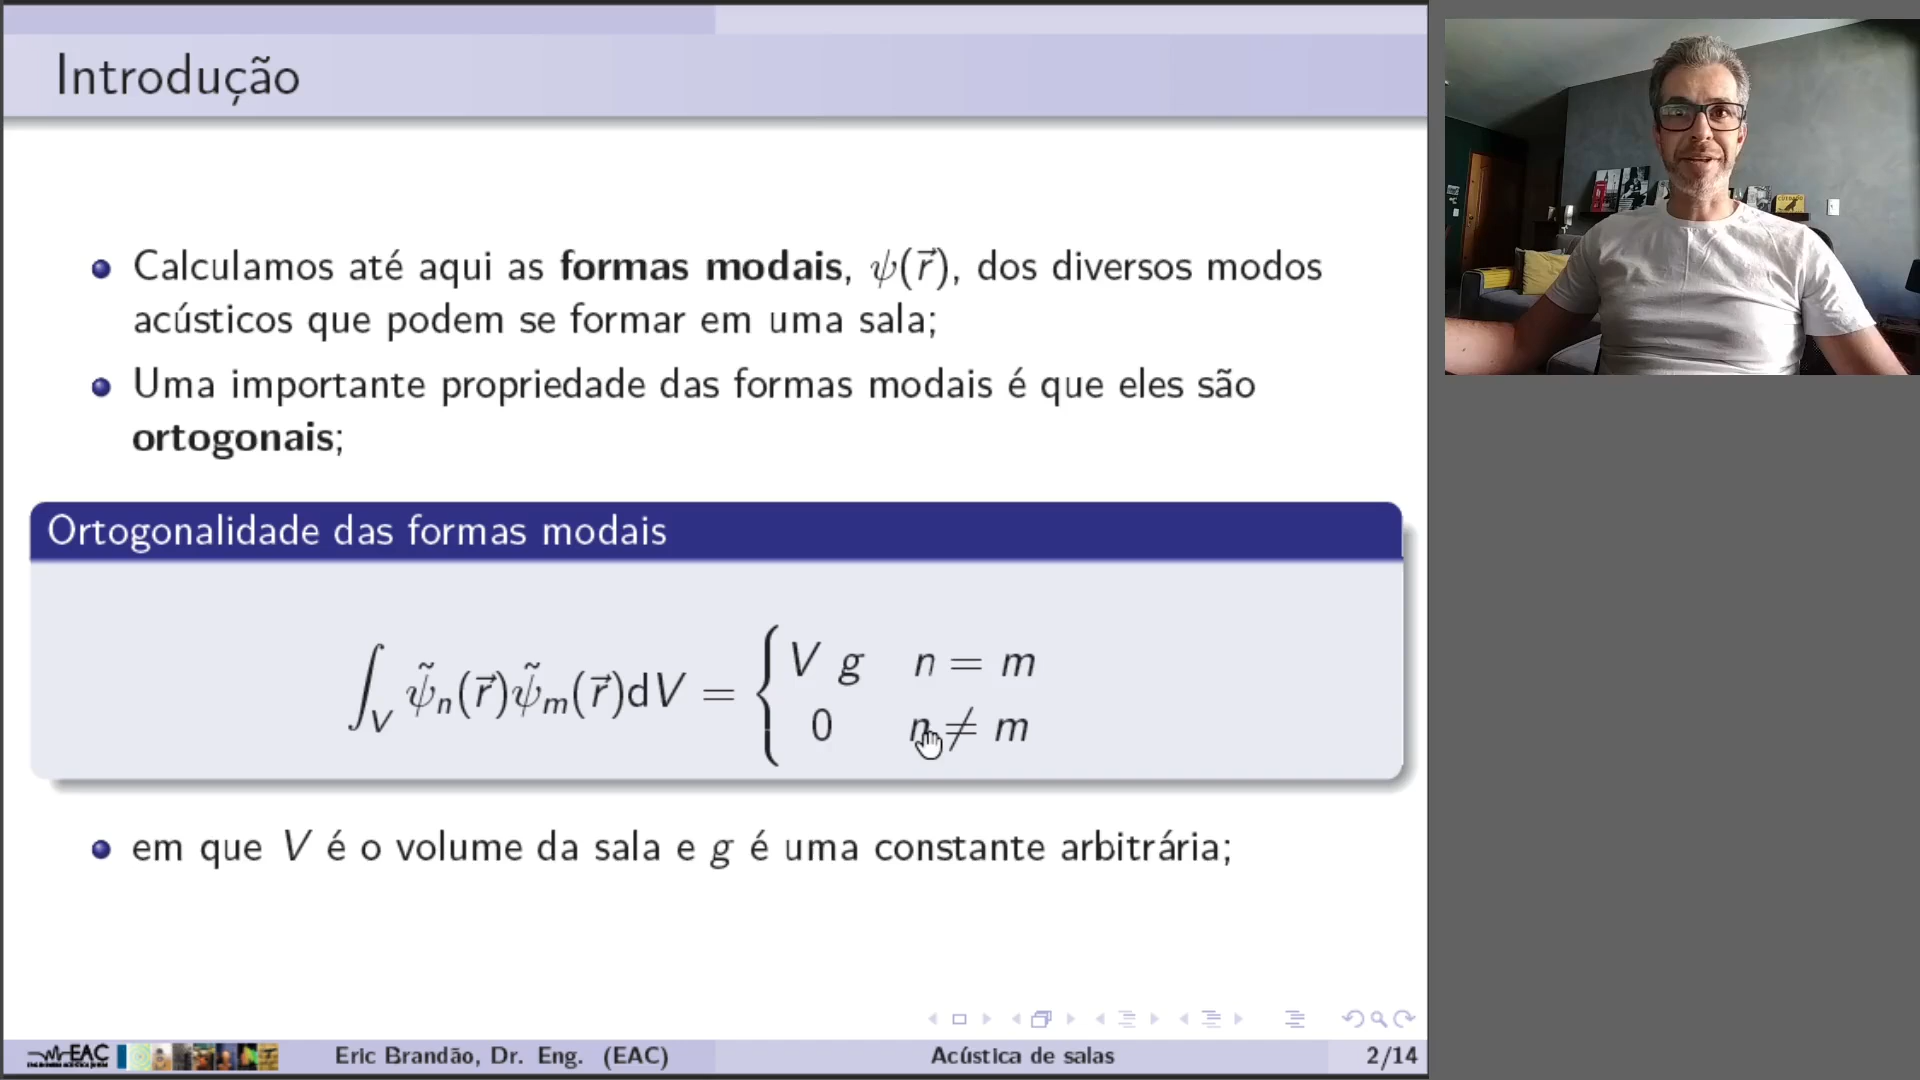 Introdução
Calculamos até aqui as formas modais, ψ(r⃗), dos diversos modos
acústicos que podem se formar em uma sala;
Uma importante propriedade das formas modais é que eles são
ortogonais;
Ortogonalidade das formas modais
∫_V ψ̃_n(r⃗)ψ̃_m(r⃗)dV = { V g n = m
0 n ≠ m
em que V é o volume da sala e g é uma constante arbitrária;
EAC
Eric Brandão, Dr. Eng. (EAC)
Acústica de salas
2/14